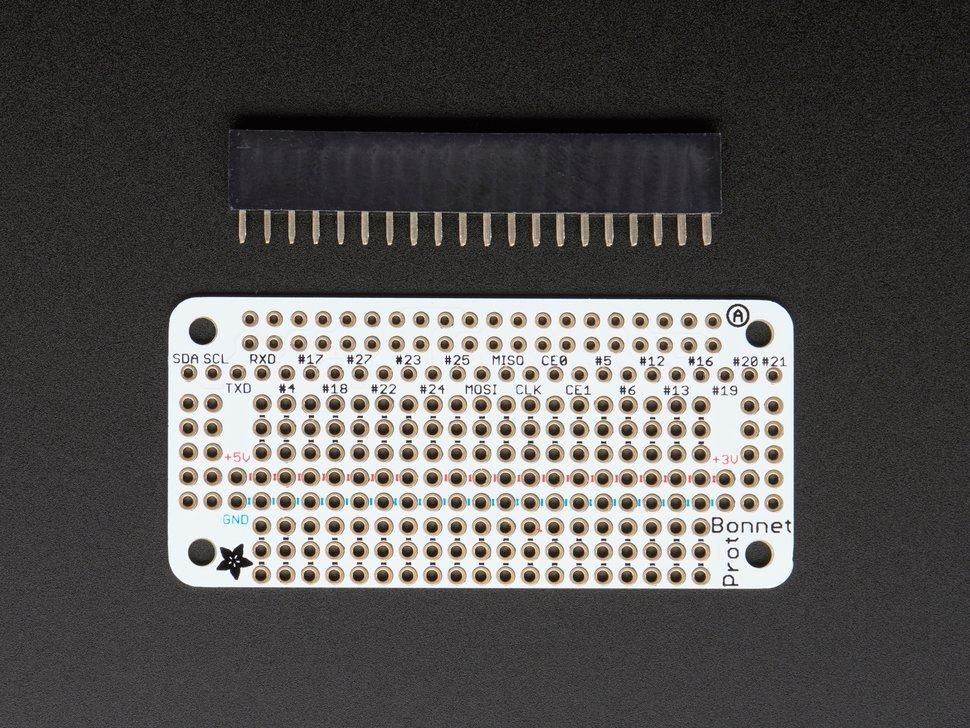 A
SDA SCL RXD #17 #27 #23 #25 MISO CE0 #5 #12 #16 #20 #21
TXD #4 #18 #22 #24 MOSI CLK CE1 #6 #13 #19
+5V +3V
GND
Bonnet
Prot